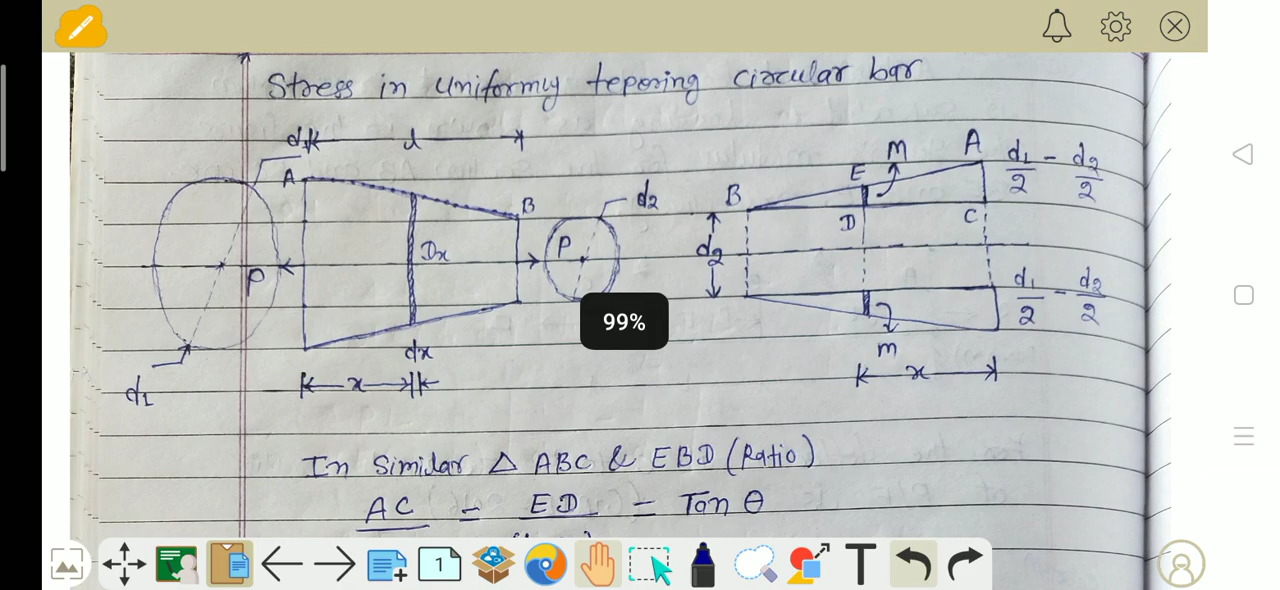 Stress in Uniformly teporing circular bar
d1 l
A B d2
P Dx P
d1
dx
x
M A d1/2 - d2/2
E
B D C
d2
d1/2 - d2/2
m
x
99%
In Similar △ ABC & EBD (Ratio)
AC = ED = Tan θ
1
T